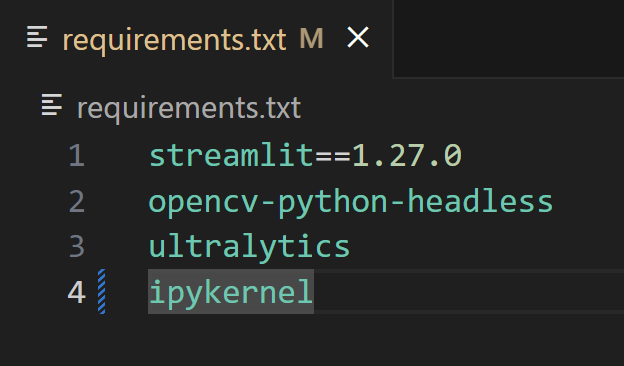 requirements.txt M
requirements.txt
1 streamlit==1.27.0
2 opencv-python-headless
3 ultralytics
4 ipykernel